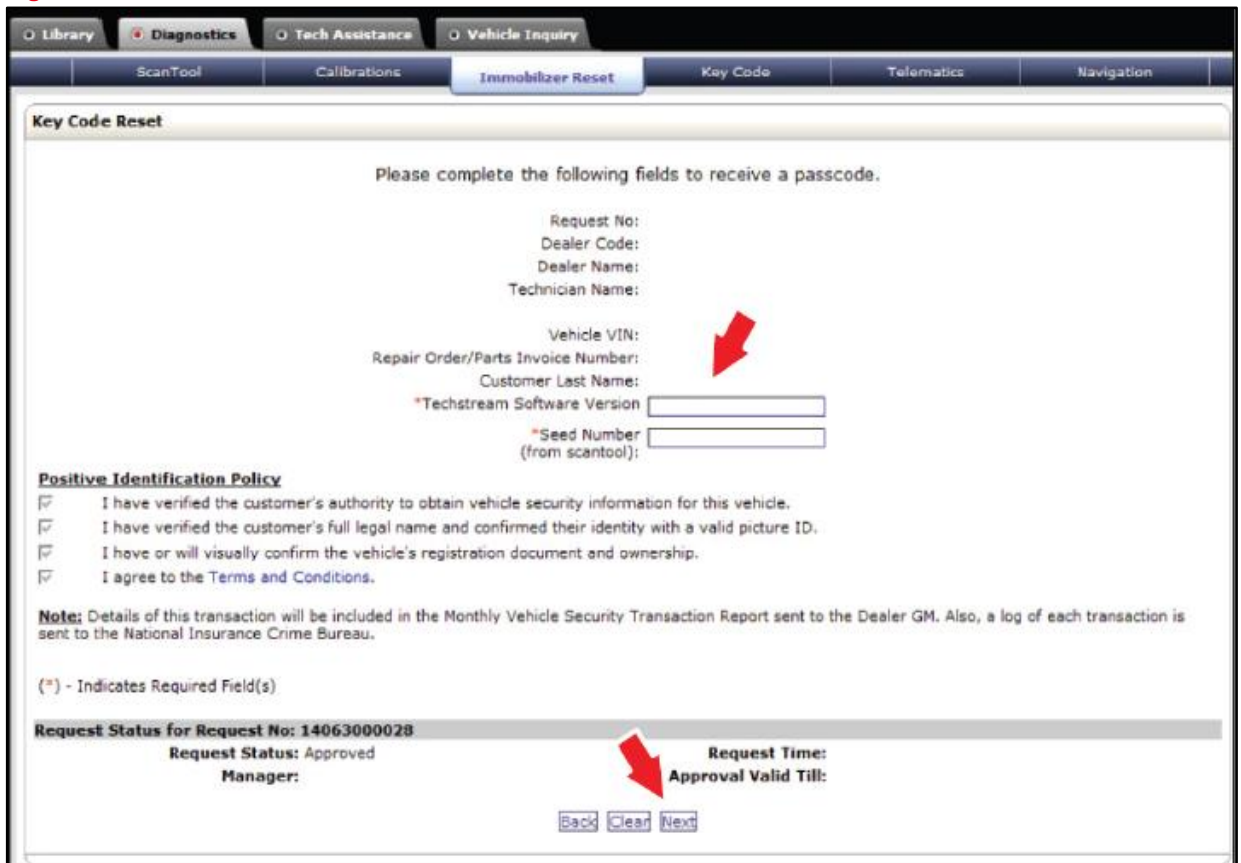 Library Diagnostics Tech Assistance Vehicle Inquiry
ScanTool Calibrations Immobilizer Reset Key Code Telematics Navigation
Key Code Reset
Please complete the following fields to receive a passcode.
Request No:
Dealer Code:
Dealer Name:
Technician Name:
Vehicle VIN:
Repair Order/Parts Invoice Number:
Customer Last Name:
*Techstream Software Version
*Seed Number
(from scantool):
Positive Identification Policy
I have verified the customer's authority to obtain vehicle security information for this vehicle.
I have verified the customer's full legal name and confirmed their identity with a valid picture ID.
I have or will visually confirm the vehicle's registration document and ownership.
I agree to the Terms and Conditions.
Note: Details of this transaction will be included in the Monthly Vehicle Security Transaction Report sent to the Dealer GM. Also, a log of each transaction is
sent to the National Insurance Crime Bureau.
(*) - Indicates Required Field(s)
Request Status for Request No: 14063000028
Request Status: Approved Request Time:
Manager: Approval Valid Till:
Back Clear Next